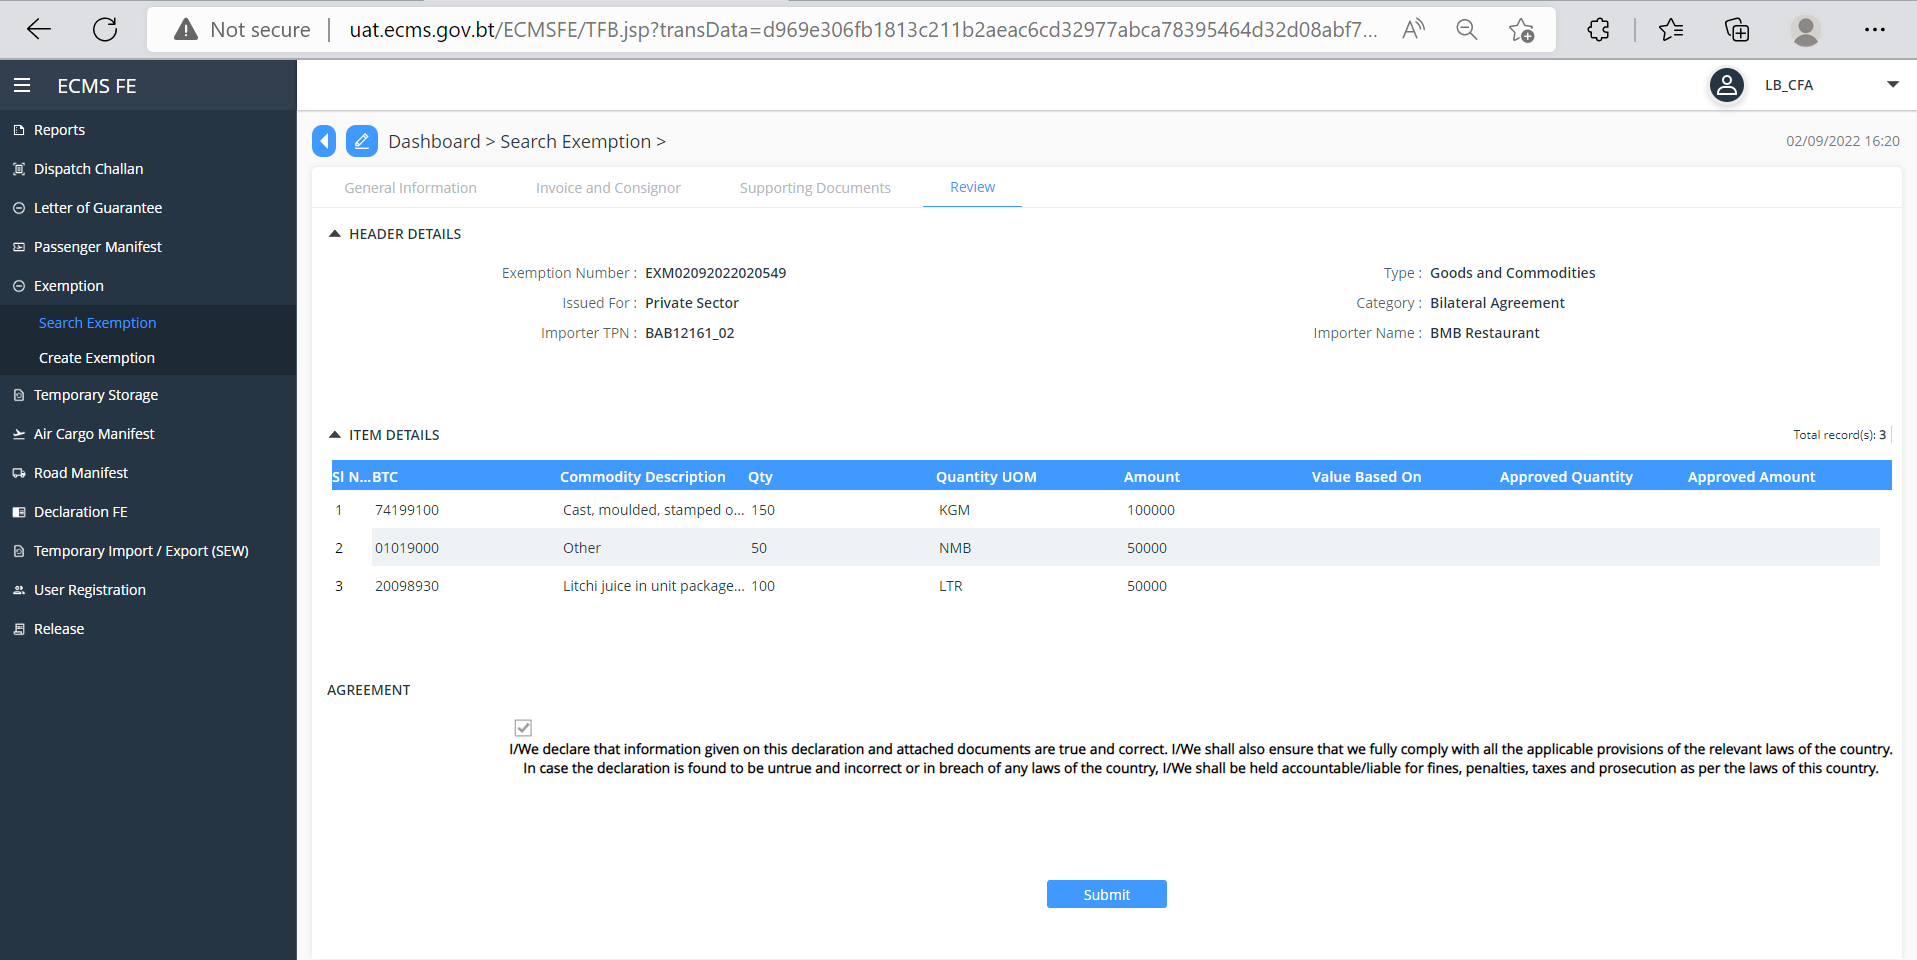 Not secure
uat.ecms.gov.bt/ECMSFE/TFB.jsp?transData=d969e306fb1813c211b2aeac6cd32977abca78395464d32d08abf7...
ECMS FE
LB_CFA
Reports
Dispatch Challan
Letter of Guarantee
Passenger Manifest
Exemption
Search Exemption
Create Exemption
Temporary Storage
Air Cargo Manifest
Road Manifest
Declaration FE
Temporary Import / Export (SEW)
User Registration
Release
Dashboard > Search Exemption >
02/09/2022 16:20
General Information Invoice and Consignor Supporting Documents Review
HEADER DETAILS
Exemption Number : EXM02092022020549 Type : Goods and Commodities
Issued For : Private Sector Category : Bilateral Agreement
Importer TPN : BAB12161_02 Importer Name : BMB Restaurant
ITEM DETAILS Total record(s): 3
Sl N... BTC Commodity Description Qty Quantity UOM Amount Value Based On Approved Quantity Approved Amount
1 74199100 Cast, moulded, stamped o... 150 KGM 100000
2 01019000 Other 50 NMB 50000
3 20098930 Litchi juice in unit package... 100 LTR 50000
AGREEMENT
I/We declare that information given on this declaration and attached documents are true and correct. I/We shall also ensure that we fully comply with all the applicable provisions of the relevant laws of the country.
In case the declaration is found to be untrue and incorrect or in breach of any laws of the country, I/We shall be held accountable/liable for fines, penalties, taxes and prosecution as per the laws of this country.
Submit